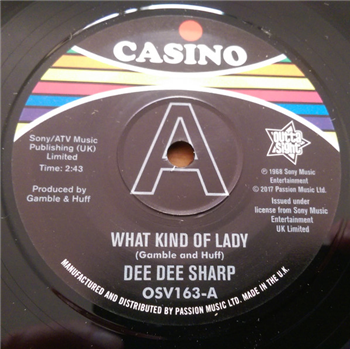 CASINO
A
Sony/ATV Music
Publishing (UK)
Limited
Time: 2:43
Produced by
Gamble & Huff
OUTTA
SIGHT
℗ 1968 Sony Music
Entertainment
© 2017 Passion Music Ltd.
Issued under
license from Sony Music
Entertainment
UK Limited
WHAT KIND OF LADY
(Gamble and Huff)
DEE DEE SHARP
OSV163-A
MANUFACTURED AND DISTRIBUTED BY PASSION MUSIC LTD. MADE IN THE U.K.